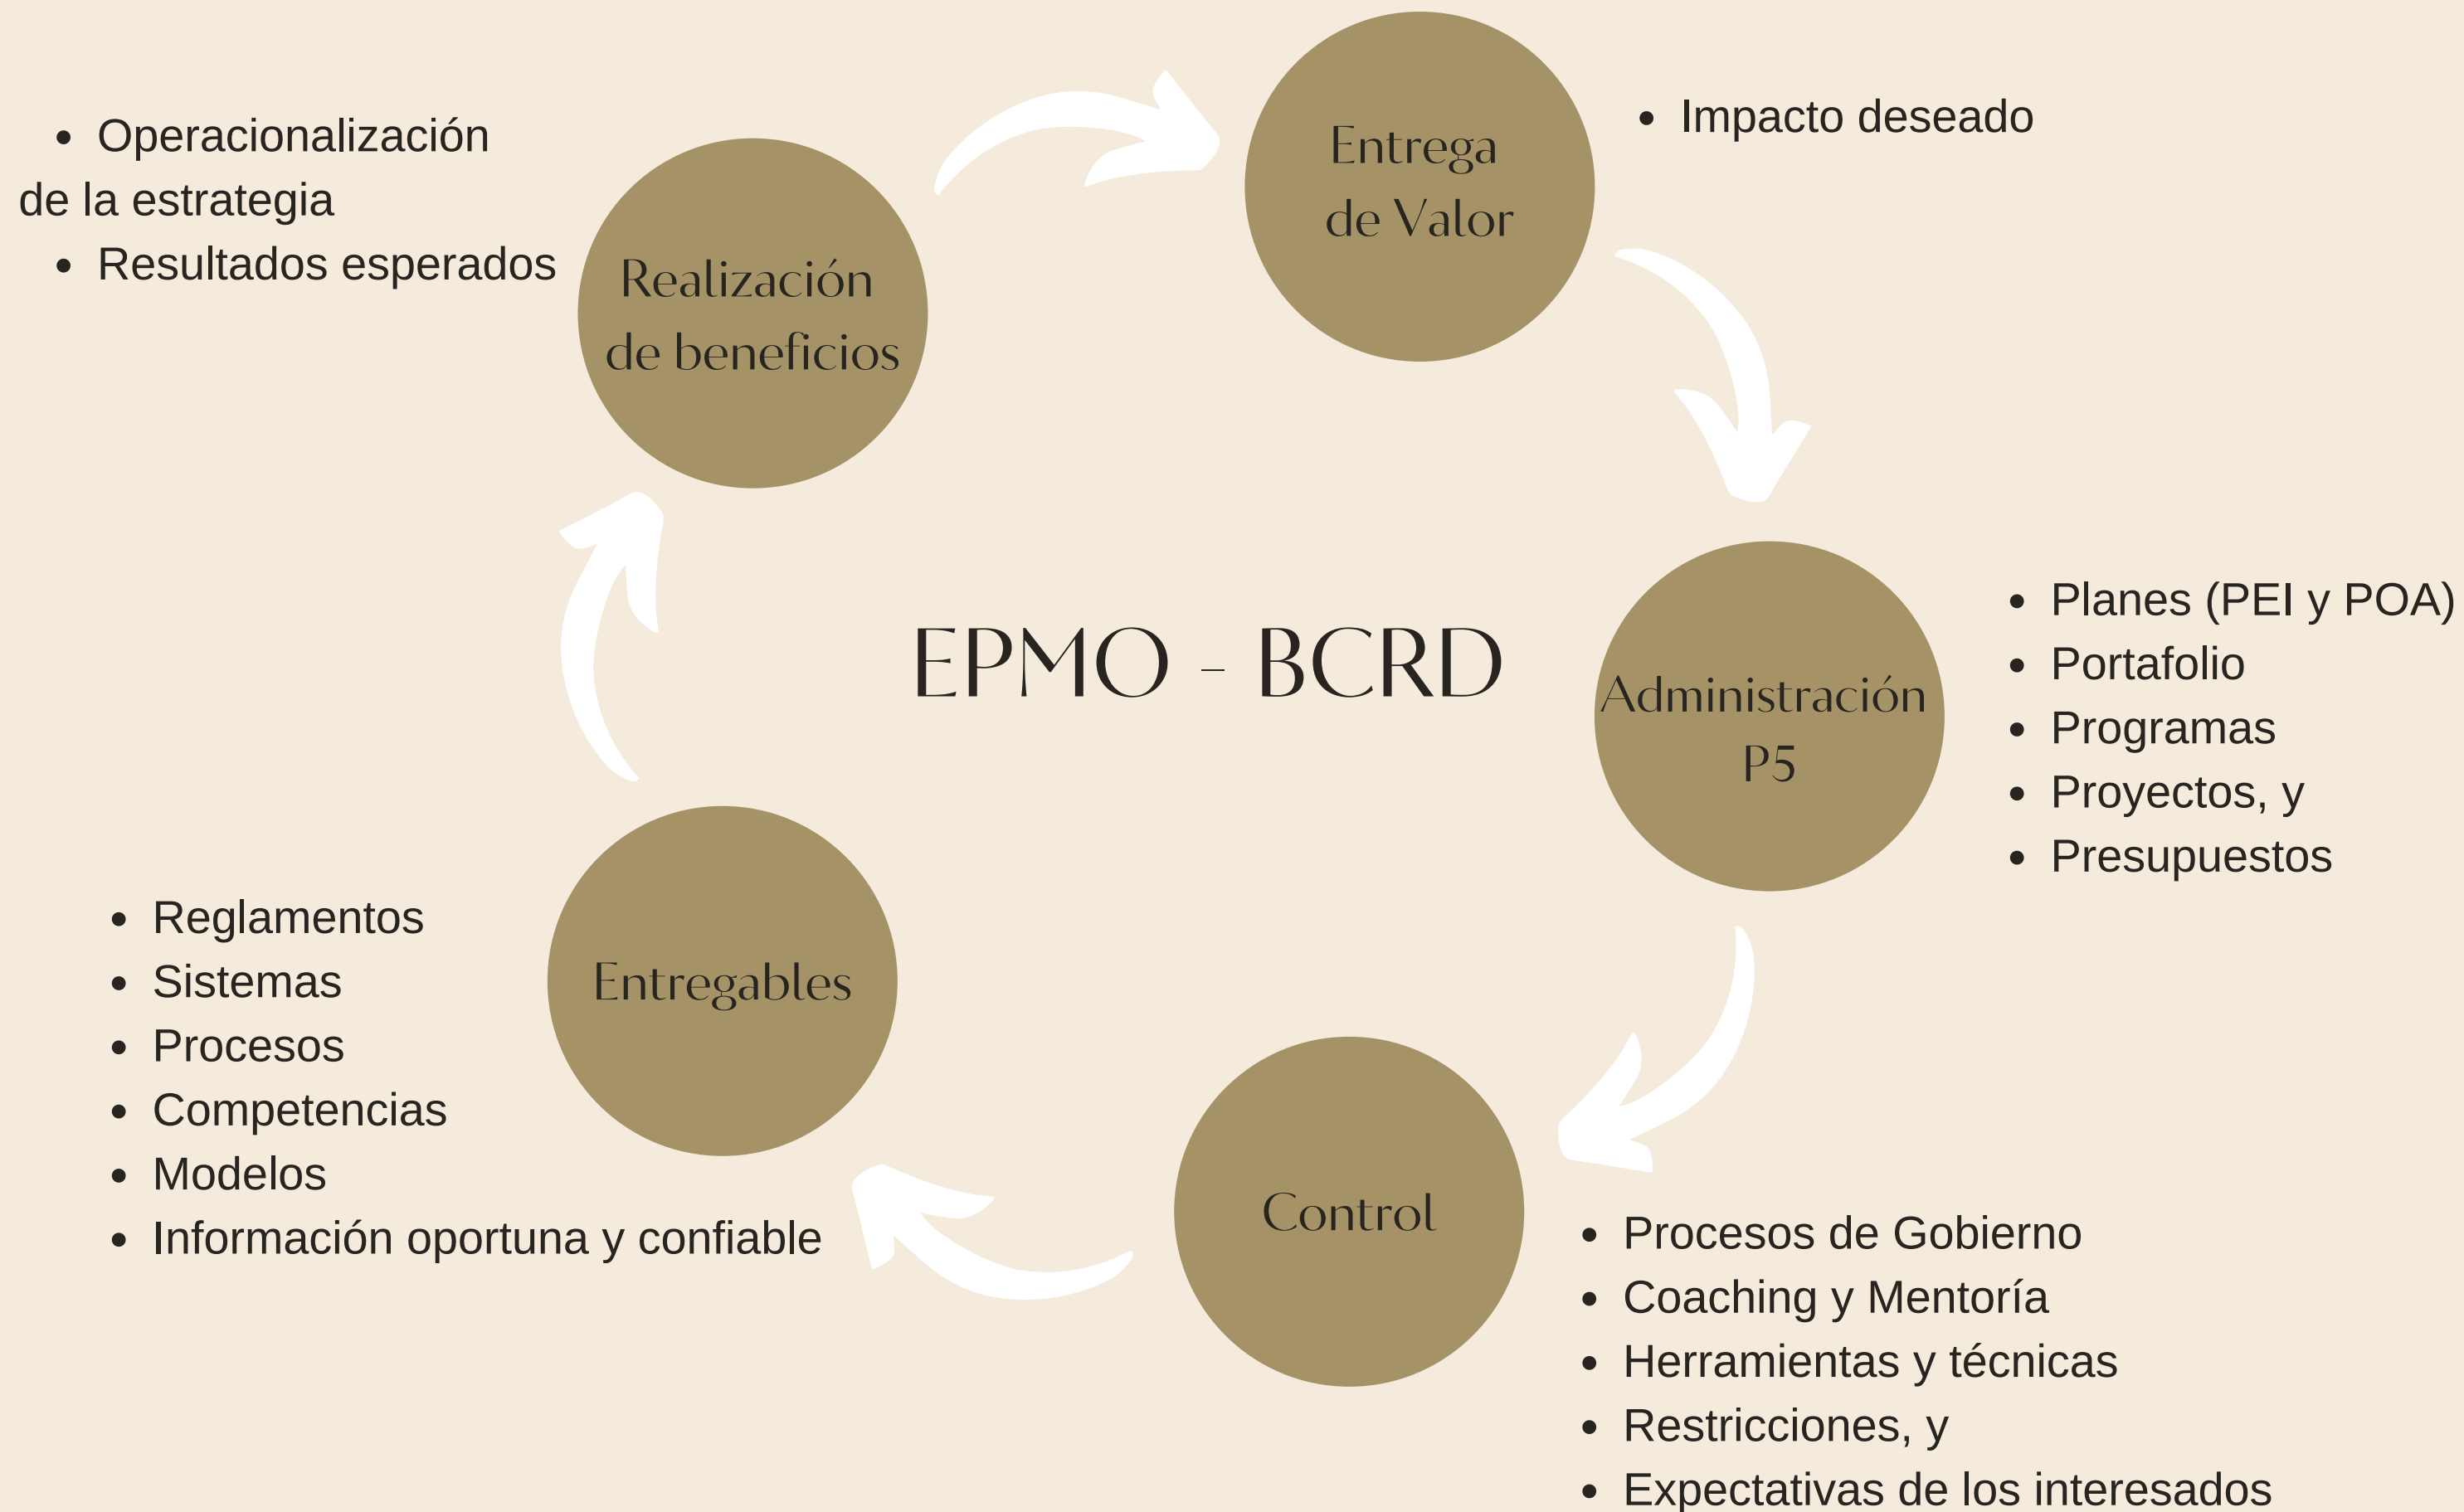 Entrega
de Valor
• Impacto deseado
• Operacionalización
de la estrategia
• Resultados esperados
Realización
de beneficios
EPMO - BCRD
Administración
P5
• Planes (PEI y POA)
• Portafolio
• Programas
• Proyectos, y
• Presupuestos
Entregables
• Reglamentos
• Sistemas
• Procesos
• Competencias
• Modelos
• Información oportuna y confiable
Control
• Procesos de Gobierno
• Coaching y Mentoría
• Herramientas y técnicas
• Restricciones, y
• Expectativas de los interesados